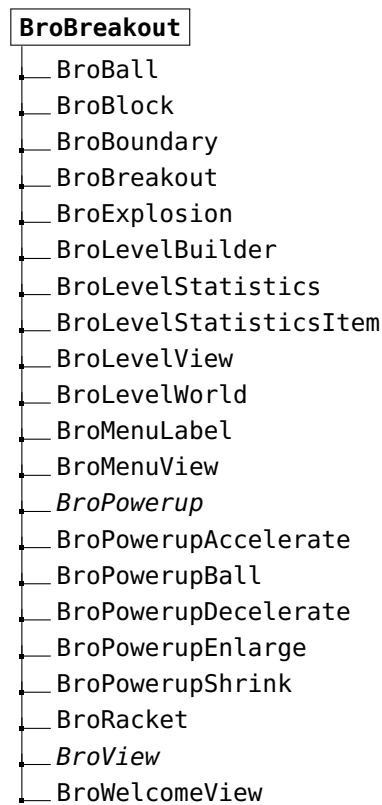 BroBreakout
BroBall
BroBlock
BroBoundary
BroBreakout
BroExplosion
BroLevelBuilder
BroLevelStatistics
BroLevelStatisticsItem
BroLevelView
BroLevelWorld
BroMenuLabel
BroMenuView
BroPowerup
BroPowerupAccelerate
BroPowerupBall
BroPowerupDecelerate
BroPowerupEnlarge
BroPowerupShrink
BroRacket
BroView
BroWelcomeView